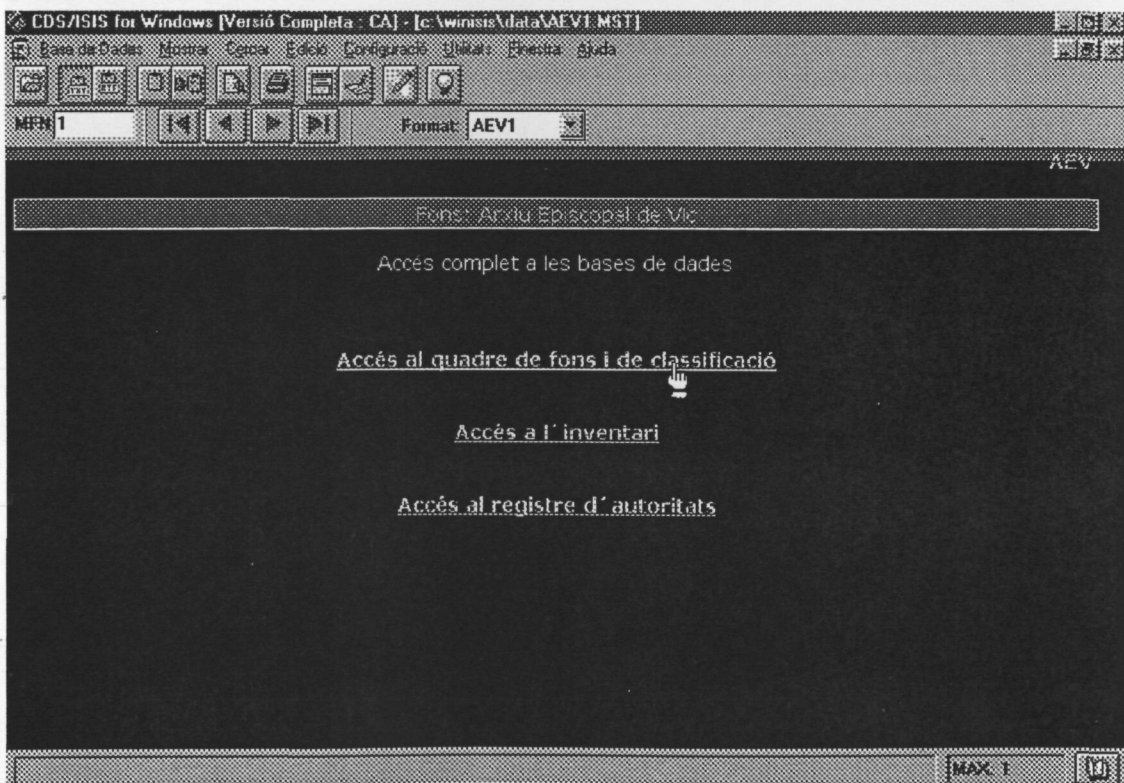 CDS/ISIS for Windows [Versió Completa : CA] - [c:\winisis\data\AEV1.MST]
Base de Dades Mostrar Cercar Edició Configuració Utilitats Finestra Ajuda
MFN 1 Format: AEV1
AEV
Fons: Arxiu Episcopal de Vic
Accés complet a les bases de dades
Accés al quadre de fons i de classificació
Accés a l´inventari
Accés al registre d´autoritats
MAX. 1